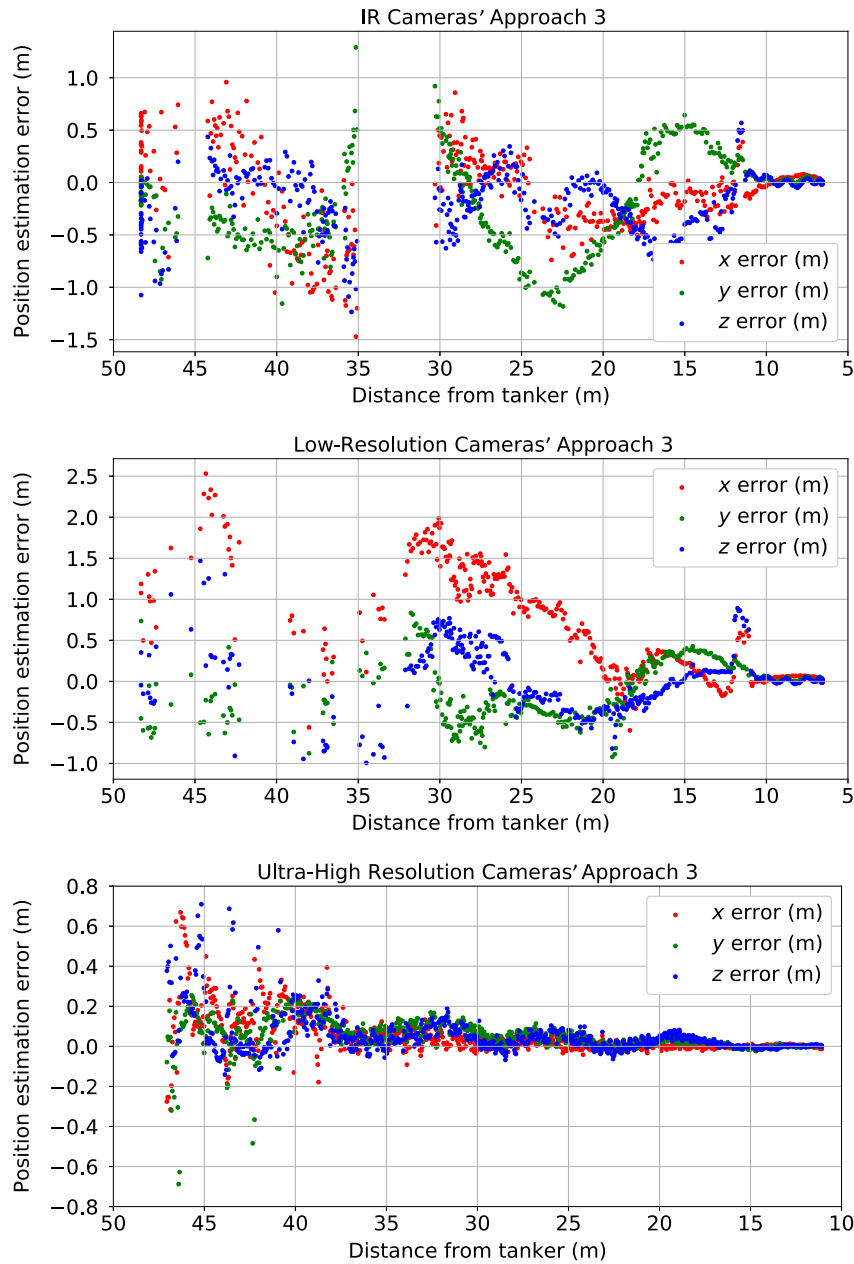 IR Cameras’ Approach 3
Position estimation error (m)
1.0
0.5
0.0
−0.5
−1.0
−1.5
x error (m)
y error (m)
z error (m)
50 45 40 35 30 25 20 15 10 5
Distance from tanker (m)
Low-Resolution Cameras’ Approach 3
Position estimation error (m)
2.5
2.0
1.5
1.0
0.5
0.0
−0.5
−1.0
x error (m)
y error (m)
z error (m)
50 45 40 35 30 25 20 15 10 5
Distance from tanker (m)
Ultra-High Resolution Cameras’ Approach 3
Position estimation error (m)
0.8
0.6
0.4
0.2
0.0
−0.2
−0.4
−0.6
−0.8
x error (m)
y error (m)
z error (m)
50 45 40 35 30 25 20 15 10
Distance from tanker (m)